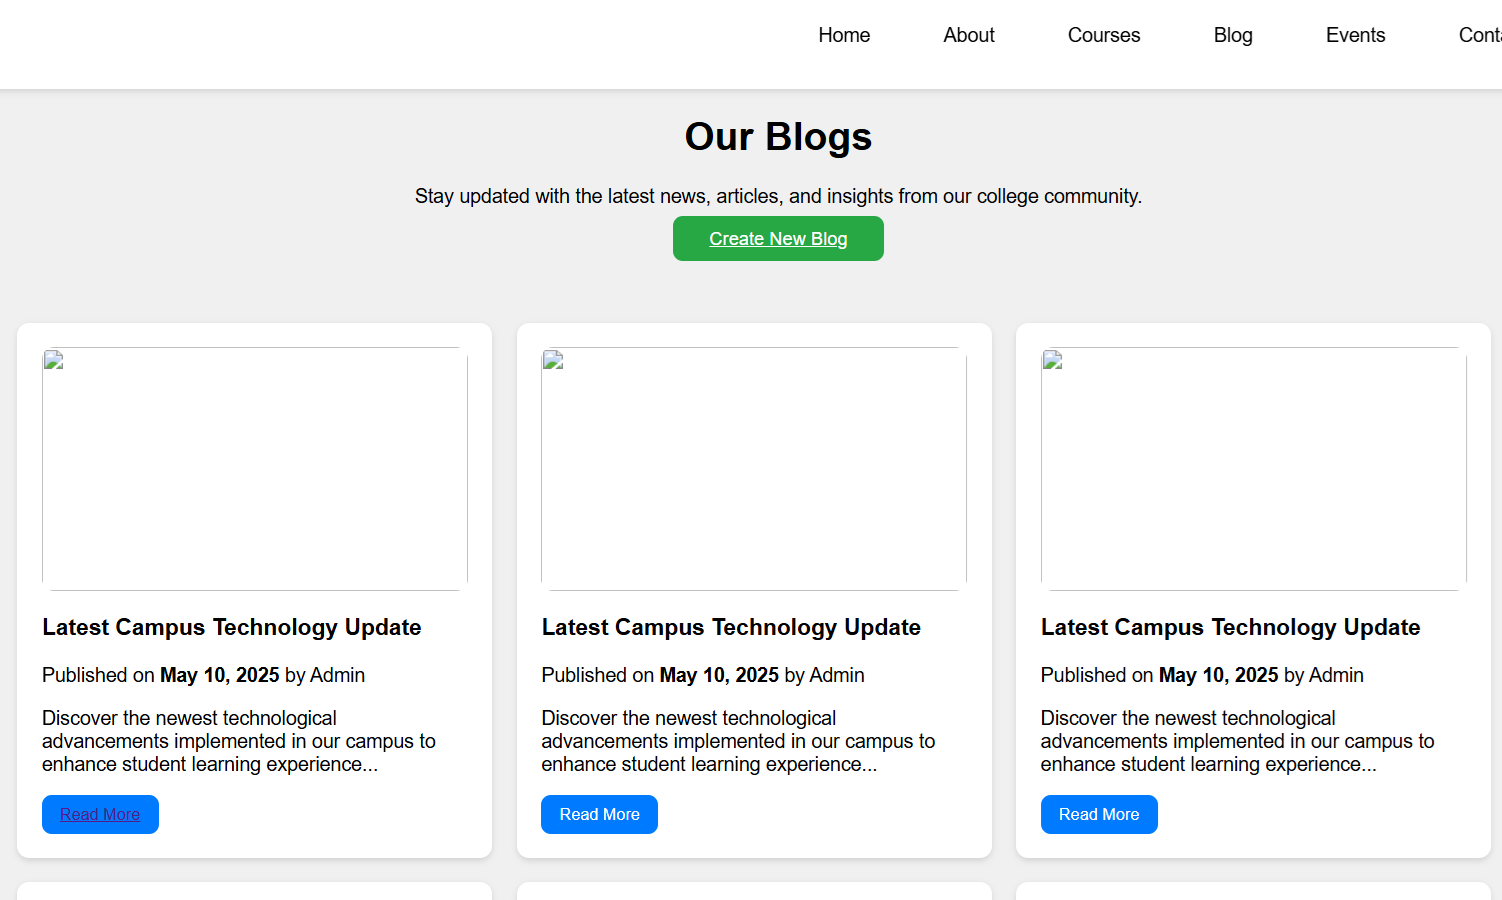 Home About Courses Blog Events Conta
Our Blogs
Stay updated with the latest news, articles, and insights from our college community.
Create New Blog
Latest Campus Technology Update
Published on May 10, 2025 by Admin
Discover the newest technological
advancements implemented in our campus to
enhance student learning experience...
Read More
Latest Campus Technology Update
Published on May 10, 2025 by Admin
Discover the newest technological
advancements implemented in our campus to
enhance student learning experience...
Read More
Latest Campus Technology Update
Published on May 10, 2025 by Admin
Discover the newest technological
advancements implemented in our campus to
enhance student learning experience...
Read More